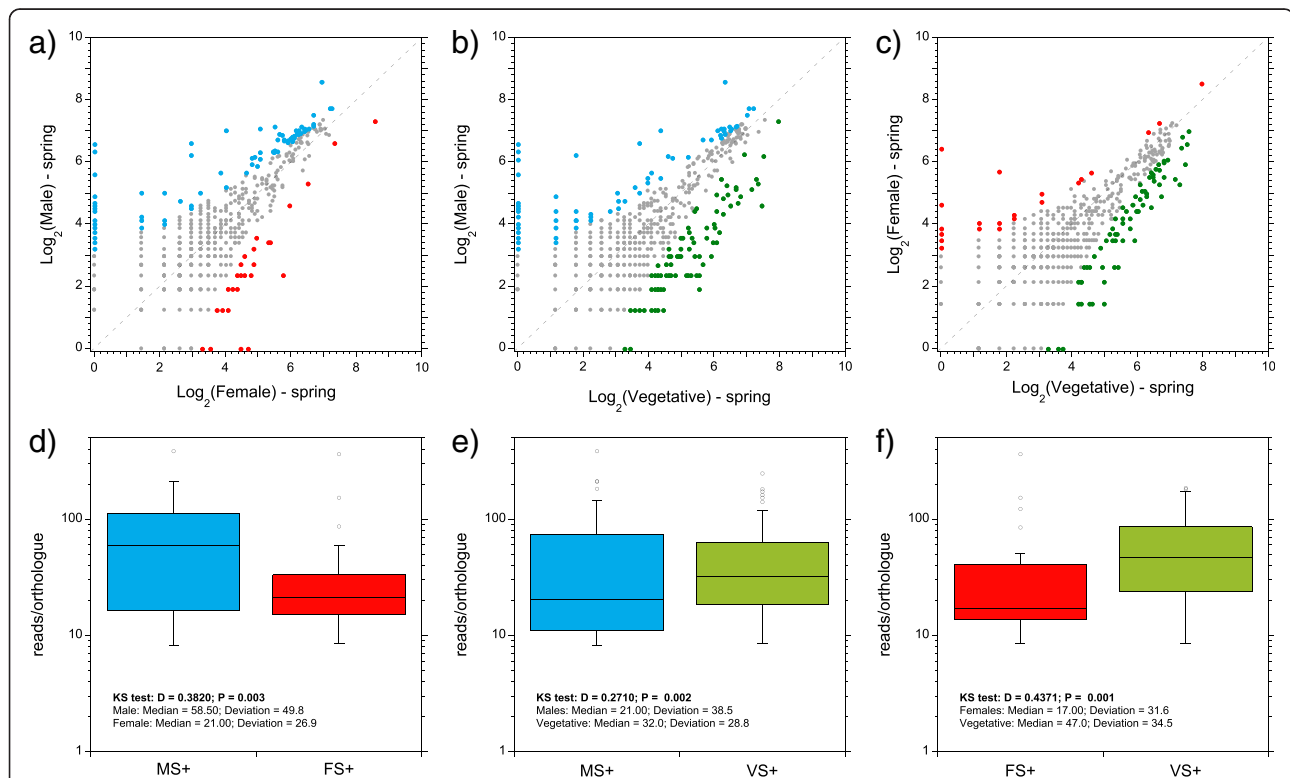 a)
10
8
6
4
2
0
Log2(Male) - spring
0 2 4 6 8 10
Log2(Female) - spring
b)
10
8
6
4
2
0
Log2(Male) - spring
0 2 4 6 8 10
Log2(Vegetative) - spring
c)
10
8
6
4
2
0
Log2(Female) - spring
0 2 4 6 8 10
Log2(Vegetative) - spring
d)
100
10
1
reads/orthologue
KS test: D = 0.3820; P = 0.003
Male: Median = 58.50; Deviation = 49.8
Female: Median = 21.00; Deviation = 26.9
MS+ FS+
e)
100
10
1
reads/orthologue
KS test: D = 0.2710; P = 0.002
Males: Median = 21.00; Deviation = 38.5
Vegetative: Median = 32.0; Deviation = 28.8
MS+ VS+
f)
100
10
1
reads/orthologue
KS test: D = 0.4371; P = 0.001
Females: Median = 17.00; Deviation = 31.6
Vegetative: Median = 47.0; Deviation = 34.5
FS+ VS+